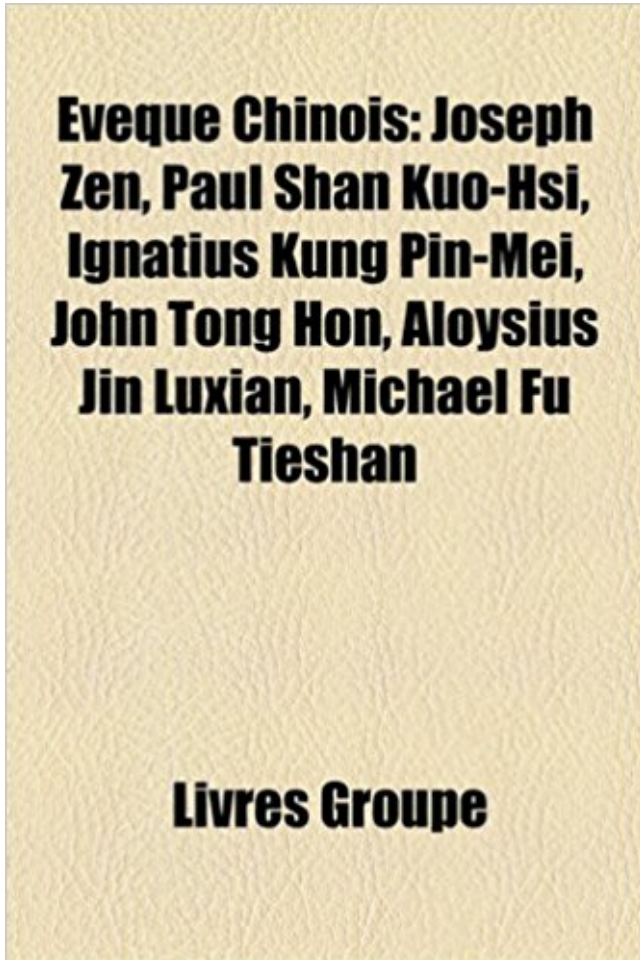 Eveque Chinois: Joseph
Zen, Paul Shan Kuo-Hsi,
Ignatius Kung Pin-Mei,
John Tong Hon, Aloysius
Jin Luxian, Michael Fu
Tieshan
Livres Groupe